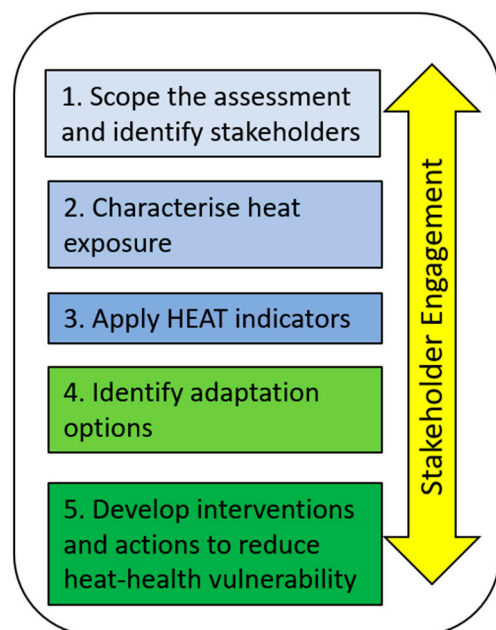 1. Scope the assessment
and identify stakeholders
2. Characterise heat
exposure
3. Apply HEAT indicators
4. Identify adaptation
options
5. Develop interventions
and actions to reduce
heat-health vulnerability
Stakeholder Engagement